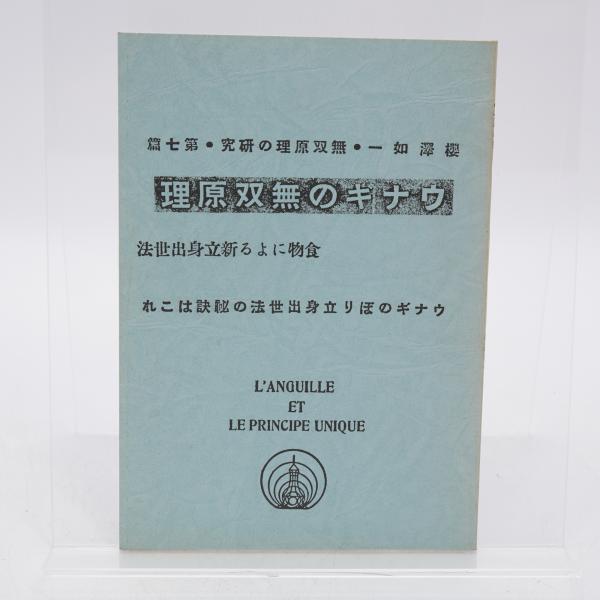 櫻澤如一・無双原理の研究・第七篇
ウナギの無双原理
食物による新立身出世法
ウナギのぼり立身出世法の祕訣はこれ
L'ANGUILLE
ET
LE PRINCIPE UNIQUE